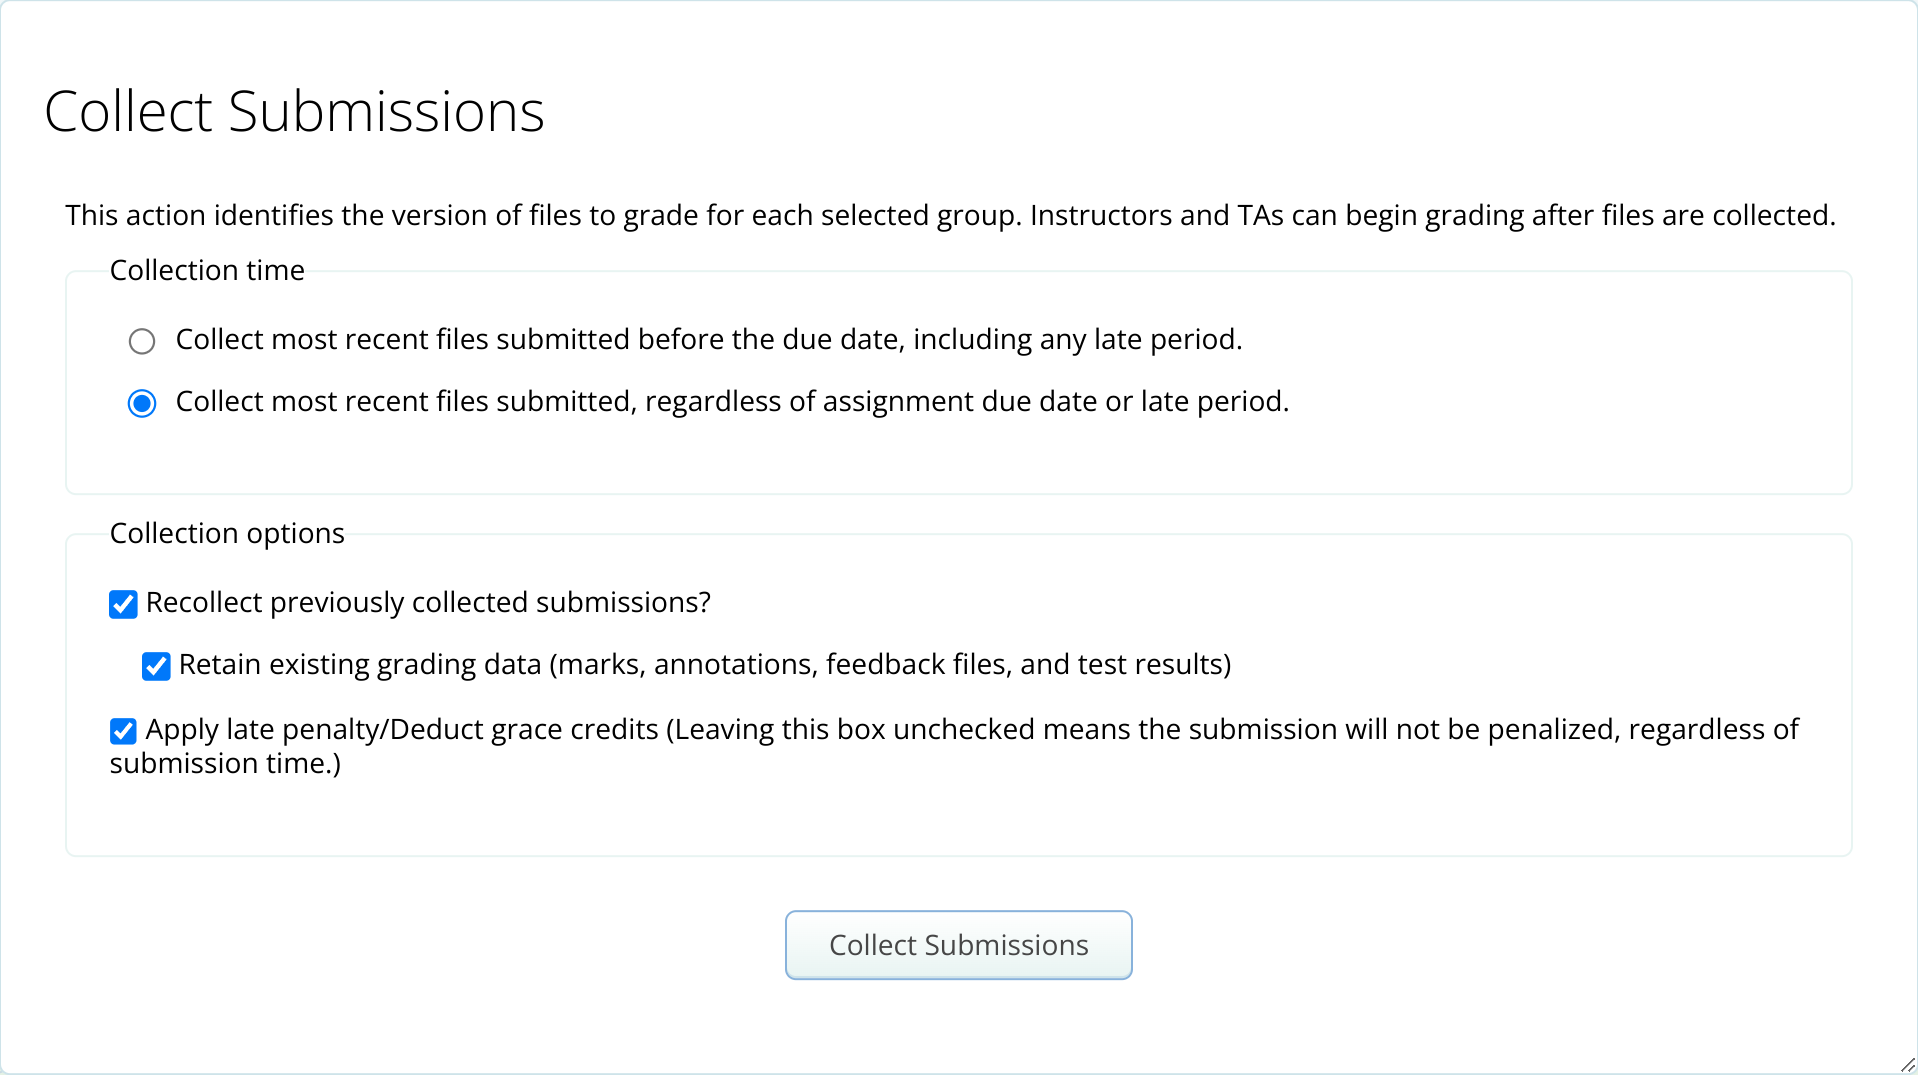 Collect Submissions
This action identifies the version of files to grade for each selected group. Instructors and TAs can begin grading after files are collected.
Collection time
Collect most recent files submitted before the due date, including any late period.
Collect most recent files submitted, regardless of assignment due date or late period.
Collection options
Recollect previously collected submissions?
Retain existing grading data (marks, annotations, feedback files, and test results)
Apply late penalty/Deduct grace credits (Leaving this box unchecked means the submission will not be penalized, regardless of
submission time.)
Collect Submissions